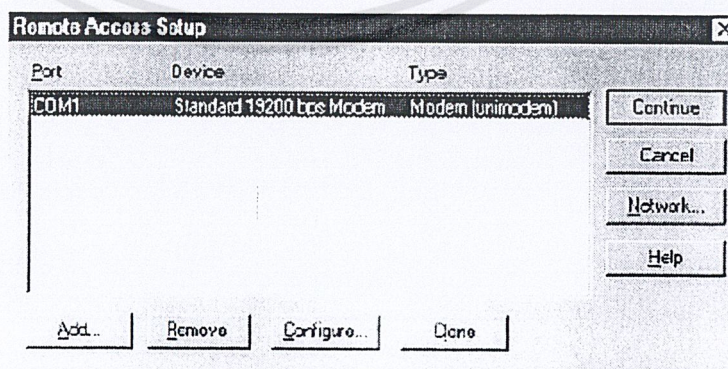 Remote Access Setup
Port Device Type
COM1 Standard 19200 bps Modem Modem (unimodem)
Continue
Cancel
Network...
Help
Add... Remove Configure... Clone